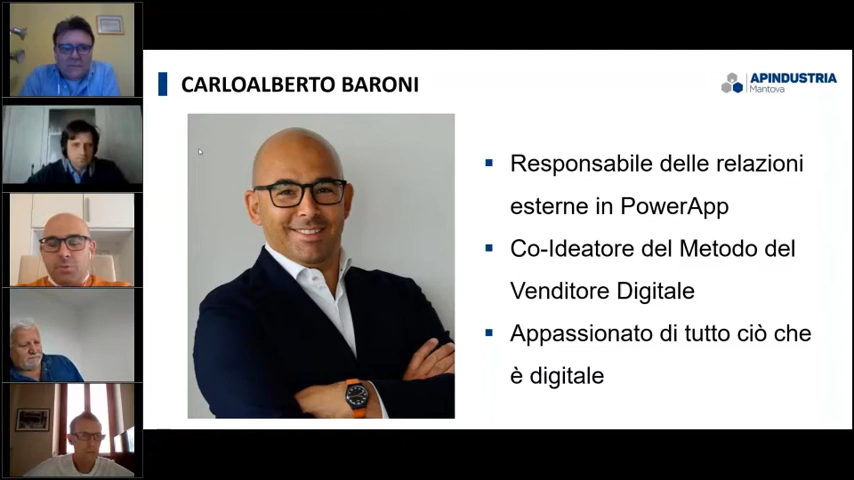 CARLOALBERTO BARONI
APINDUSTRIA
Mantova
Responsabile delle relazioni
esterne in PowerApp
Co-Ideatore del Metodo del
Venditore Digitale
Appassionato di tutto ciò che
è digitale